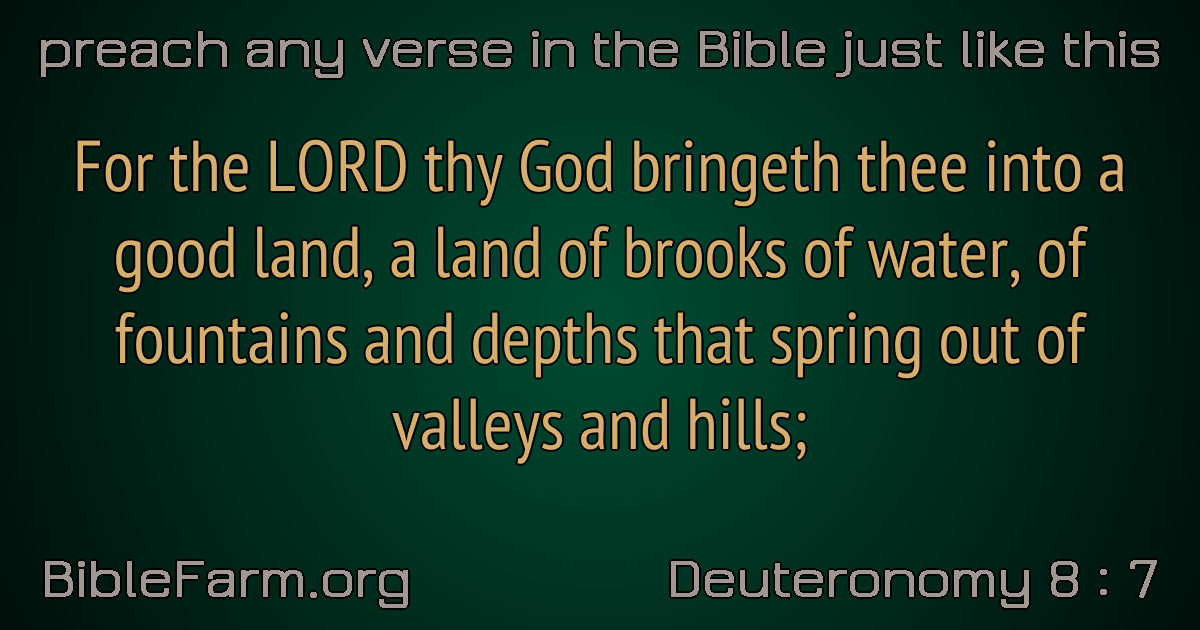 preach any verse in the Bible just like this
For the LORD thy God bringeth thee into a
good land, a land of brooks of water, of
fountains and depths that spring out of
valleys and hills;
BibleFarm.org
Deuteronomy 8 : 7